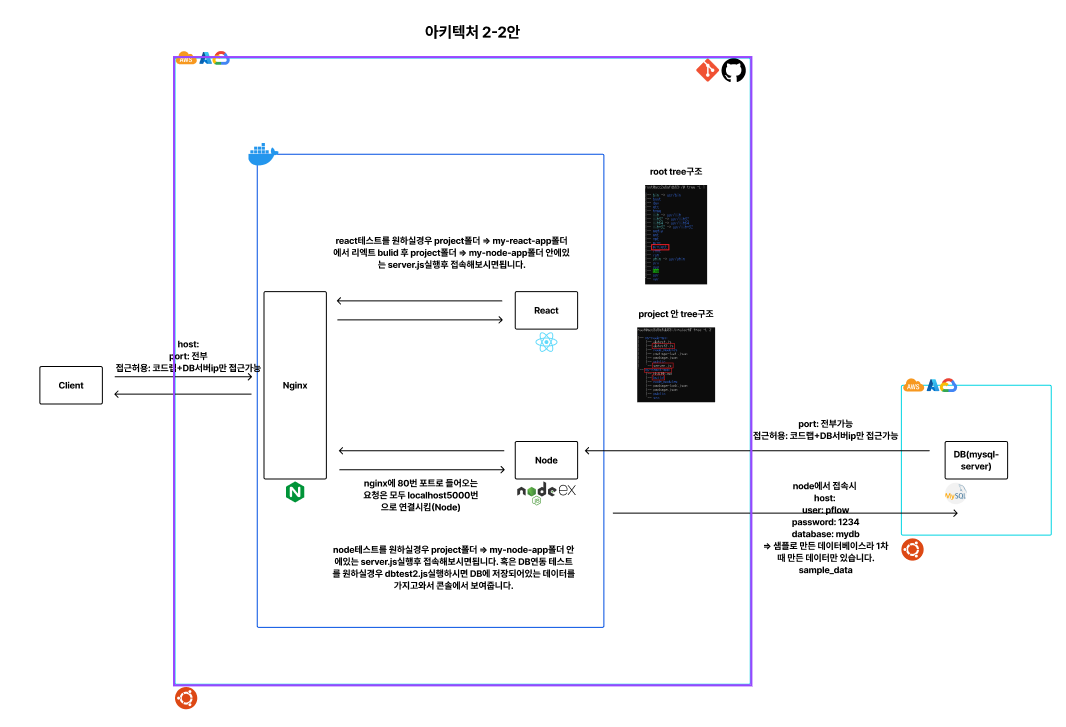 아키텍처 2-2안
AWS
root tree구조
react테스트를 원하실경우 project폴더 ⇒ my-react-app폴더
에서 리엑트 bulid 후 project폴더 ⇒ my-node-app폴더 안에있
는 server.js실행후 접속해보시면됩니다.
React
project 안 tree구조
host:
port: 전부
접근허용: 코드랩+DB서버ip만 접근가능
Client
Nginx
AWS
port: 전부가능
접근허용: 코드랩+DB서버ip만 접근가능
Node
DB(mysql-
server)
nginx에 80번 포트로 들어오는
요청은 모두 localhost5000번
으로 연결시킴(Node)
node
JS
ex
MySQL
node에서 접속시
host:
user: pflow
password: 1234
database: mydb
⇒ 샘플로 만든 데이터베이스라 1차
때 만든 데이터만 있습니다.
sample_data
node테스트를 원하실경우 project폴더 ⇒ my-node-app폴더 안
에있는 server.js실행후 접속해보시면됩니다. 혹은 DB연동 테스트
를 원하실경우 dbtest2.js실행하시면 DB에 저장되어있는 데이터를
가지고와서 콘솔에서 보여줍니다.